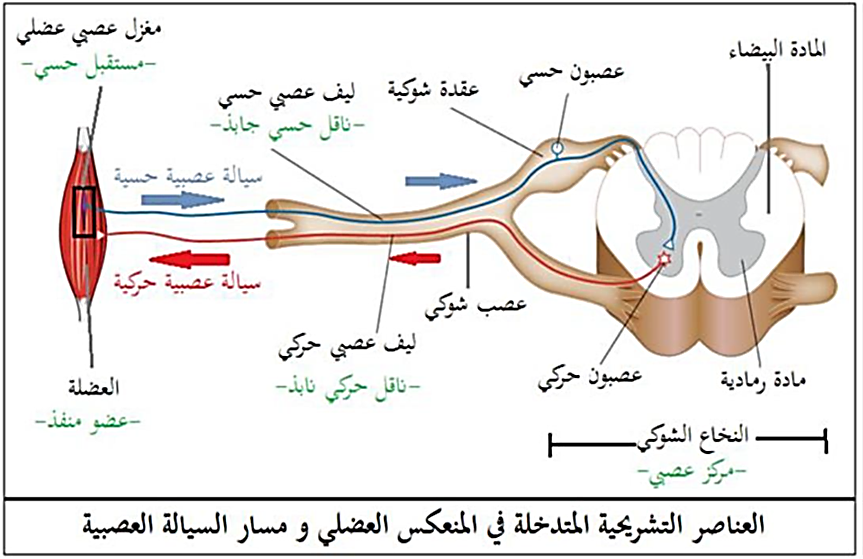 مغزل عصبي عضلي
-مستقبل حسي-
ليف عصبي حسي
-ناقل حسي جابذ-
عقدة شوكية
عصبون حسي
المادة البيضاء
سيالة عصبية حسية
سيالة عصبية حركية
عصب شوكي
ليف عصبي حركي
-ناقل حركي نابذ-
عصبون حركي
مادة رمادية
العضلة
-عضو منفذ-
النخاع الشوكي
-مركز عصبي-
العناصر التشريحية المتدخلة في المنعكس العضلي و مسار السيالة العصبية